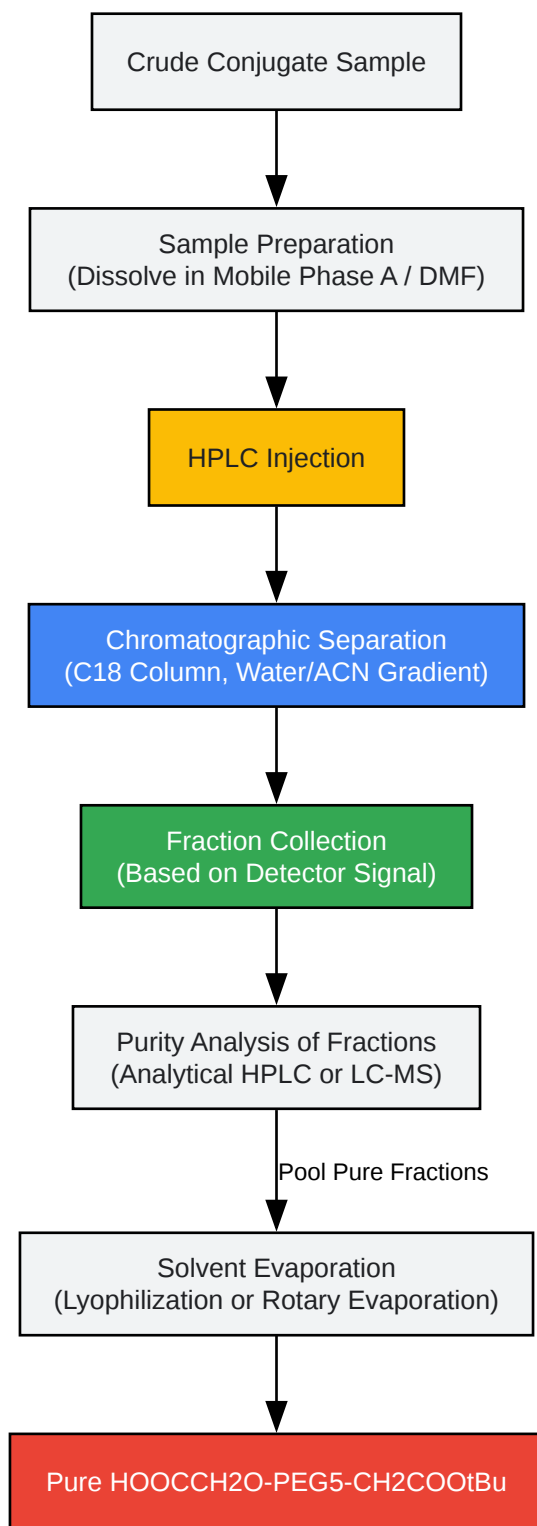 Crude Conjugate Sample
Sample Preparation
(Dissolve in Mobile Phase A / DMF)
HPLC Injection
Chromatographic Separation
(C18 Column, Water/ACN Gradient)
Fraction Collection
(Based on Detector Signal)
Purity Analysis of Fractions
(Analytical HPLC or LC-MS)
Pool Pure Fractions
Solvent Evaporation
(Lyophilization or Rotary Evaporation)
Pure HOOCCH2O-PEG5-CH2COOtBu